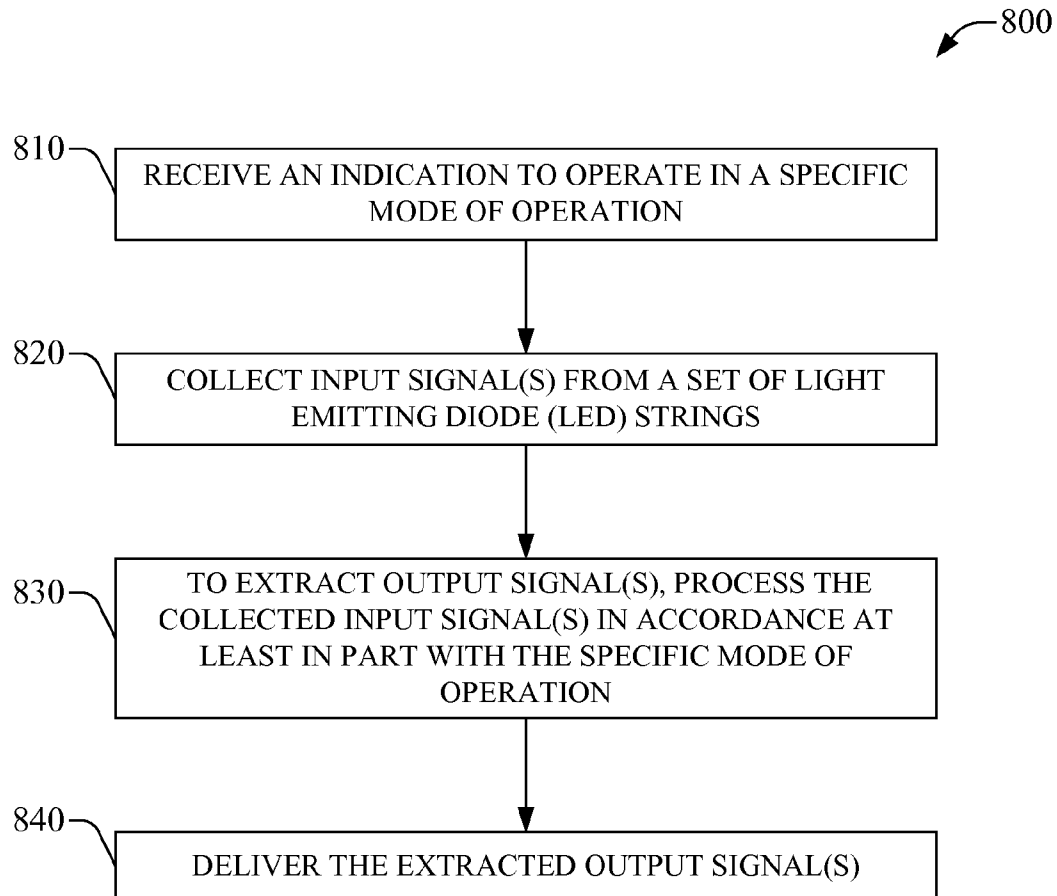 800
810
RECEIVE AN INDICATION TO OPERATE IN A SPECIFIC
MODE OF OPERATION
820
COLLECT INPUT SIGNAL(S) FROM A SET OF LIGHT
EMITTING DIODE (LED) STRINGS
830
TO EXTRACT OUTPUT SIGNAL(S), PROCESS THE
COLLECTED INPUT SIGNAL(S) IN ACCORDANCE AT
LEAST IN PART WITH THE SPECIFIC MODE OF
OPERATION
840
DELIVER THE EXTRACTED OUTPUT SIGNAL(S)